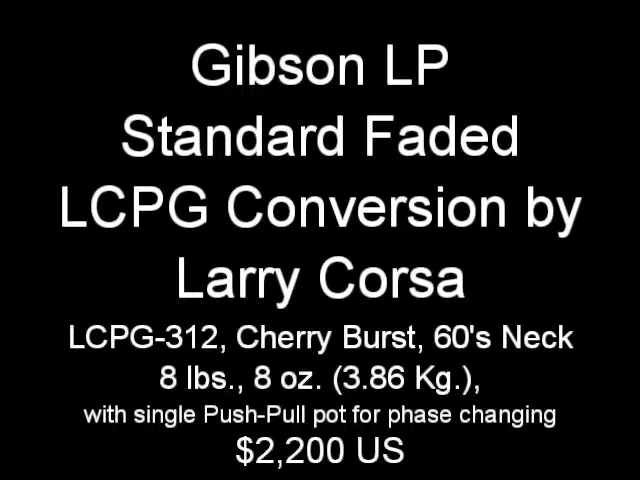 Gibson LP
Standard Faded
LCPG Conversion by
Larry Corsa
LCPG-312, Cherry Burst, 60's Neck
8 lbs., 8 oz. (3.86 Kg.),
with single Push-Pull pot for phase changing
$2,200 US